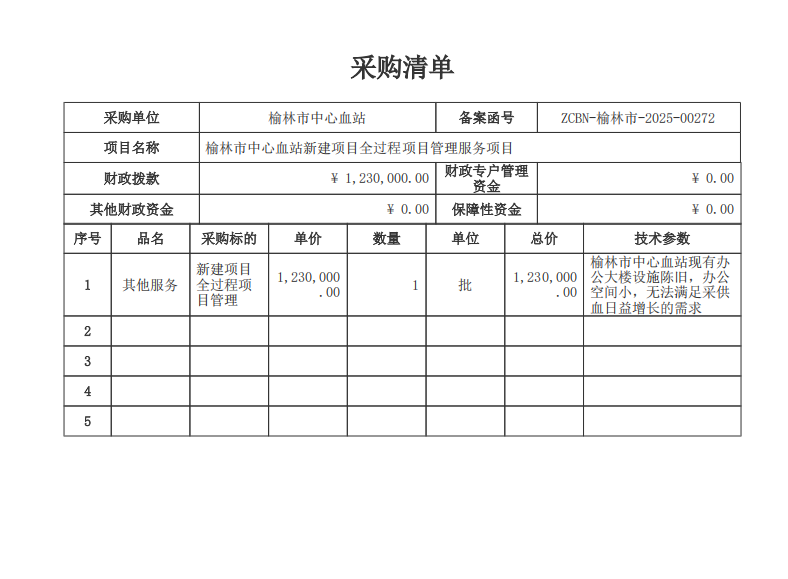 采购清单
采购单位 榆林市中心血站 备案函号 ZCBN-榆林市-2025-00272
项目名称 榆林市中心血站新建项目全过程项目管理服务项目
财政拨款 ¥ 1,230,000.00 财政专户管理
资金 ¥ 0.00
其他财政资金 ¥ 0.00 保障性资金 ¥ 0.00
序号 品名 采购标的 单价 数量 单位 总价 技术参数
1 其他服务 新建项目
全过程项
目管理 1,230,000
.00 1 批 1,230,000
.00 榆林市中心血站现有办
公大楼设施陈旧，办公
空间小，无法满足采供
血日益增长的需求
2
3
4
5